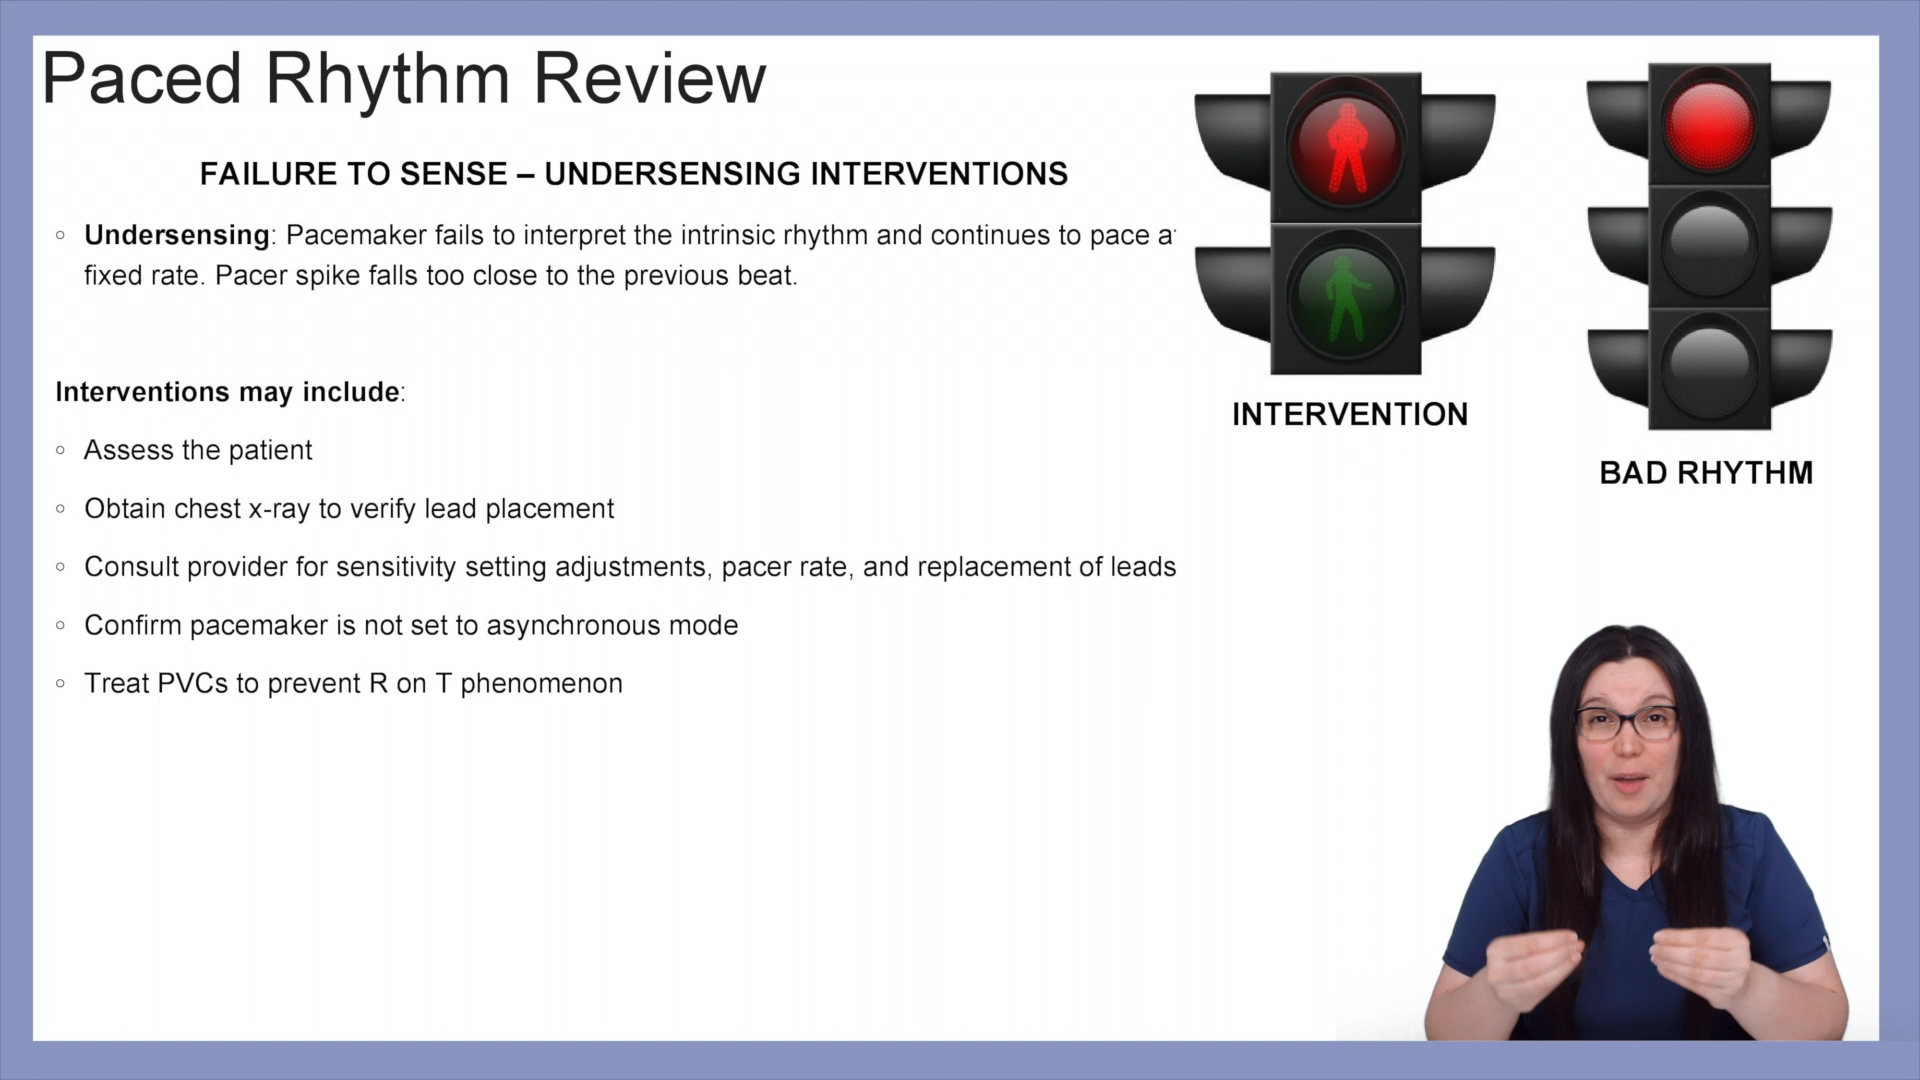 Paced Rhythm Review
FAILURE TO SENSE – UNDERSENSING INTERVENTIONS
Undersensing: Pacemaker fails to interpret the intrinsic rhythm and continues to pace a
fixed rate. Pacer spike falls too close to the previous beat.
Interventions may include:
Assess the patient
Obtain chest x-ray to verify lead placement
Consult provider for sensitivity setting adjustments, pacer rate, and replacement of leads
Confirm pacemaker is not set to asynchronous mode
Treat PVCs to prevent R on T phenomenon
INTERVENTION
BAD RHYTHM